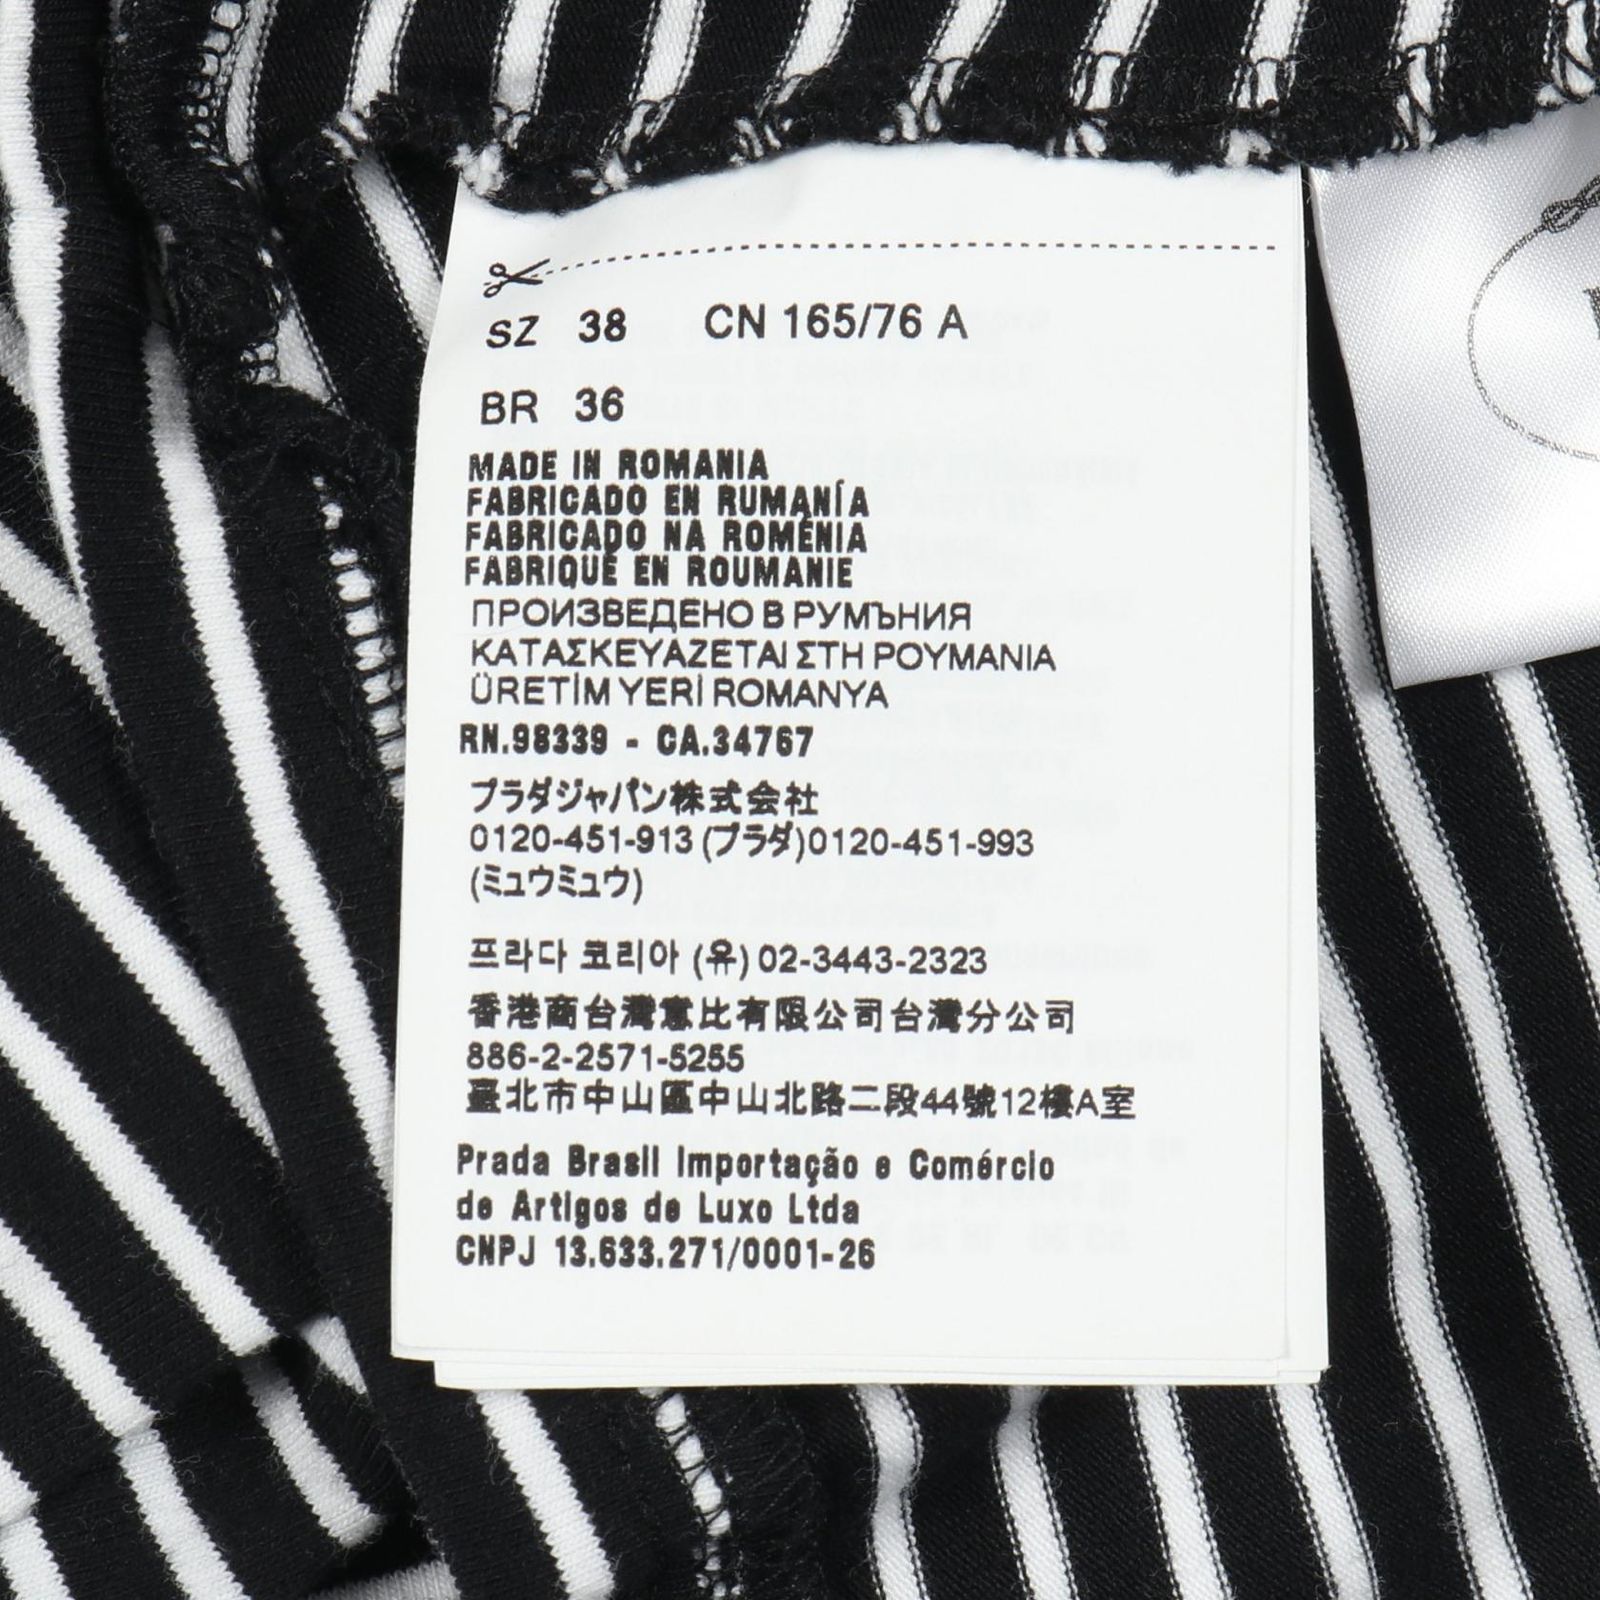 SZ 38 CN 165/76 A
BR 36
MADE IN ROMANIA
FABRICADO EN RUMANÍA
FABRICADO NA ROMÊNIA
FABRIQUÉ EN ROUMANIE
ПРОИЗВЕДЕНО В РУМЪНИЯ
ΚΑΤΑΣΚΕΥΑΖΕΤΑΙ ΣΤΗ ΡΟΥΜΑΝΙΑ
ÜRETİM YERİ ROMANYA
RN.98339 - CA.34767
プラダジャパン株式会社
0120-451-913 (プラダ)0120-451-993
(ミュウミュウ)
프라다 코리아 (유) 02-3443-2323
香港商台灣意比有限公司台灣分公司
886-2-2571-5255
臺北市中山區中山北路二段44號12樓A室
Prada Brasil Importação e Comércio
de Artigos de Luxo Ltda
CNPJ 13.633.271/0001-26